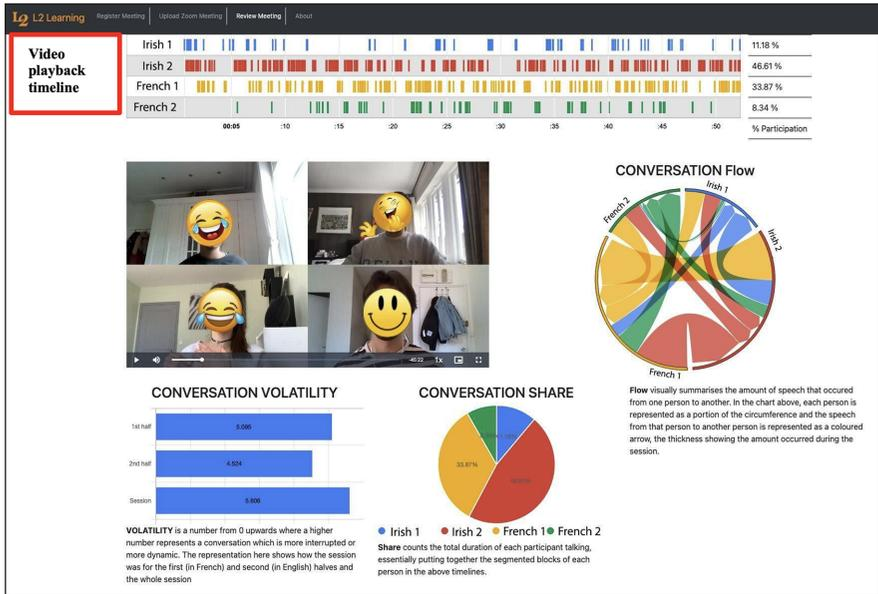 L2 L2 Learning Register Meeting Upload Zoom Meeting Review Meeting About
Video
playback
timeline
Irish 1 11.18 %
Irish 2 46.61 %
French 1 33.87 %
French 2 8.34 %
00:05 :10 :15 :20 :25 :30 :35 :40 :45 :50 % Participation
CONVERSATION Flow
Irish 1
French 2
Irish 2
French 1
RELAX
-40:22 1x
Flow visually summarises the amount of speech that occured
from one person to another. In the chart above, each person is
represented as a portion of the circumference and the speech
from that person to another person is represented as a coloured
arrow, the thickness showing the amount occurred during the
session.
CONVERSATION VOLATILITY
1st half 5.095
2nd half 4.524
Session 5.606
VOLATILITY is a number from 0 upwards where a higher
number represents a conversation which is more interrupted or
more dynamic. The representation here shows how the session
was for the first (in French) and second (in English) halves and
the whole session
CONVERSATION SHARE
33.87%
Irish 1 Irish 2 French 1 French 2
Share counts the total duration of each participant talking,
essentially putting together the segmented blocks of each
person in the above timelines.